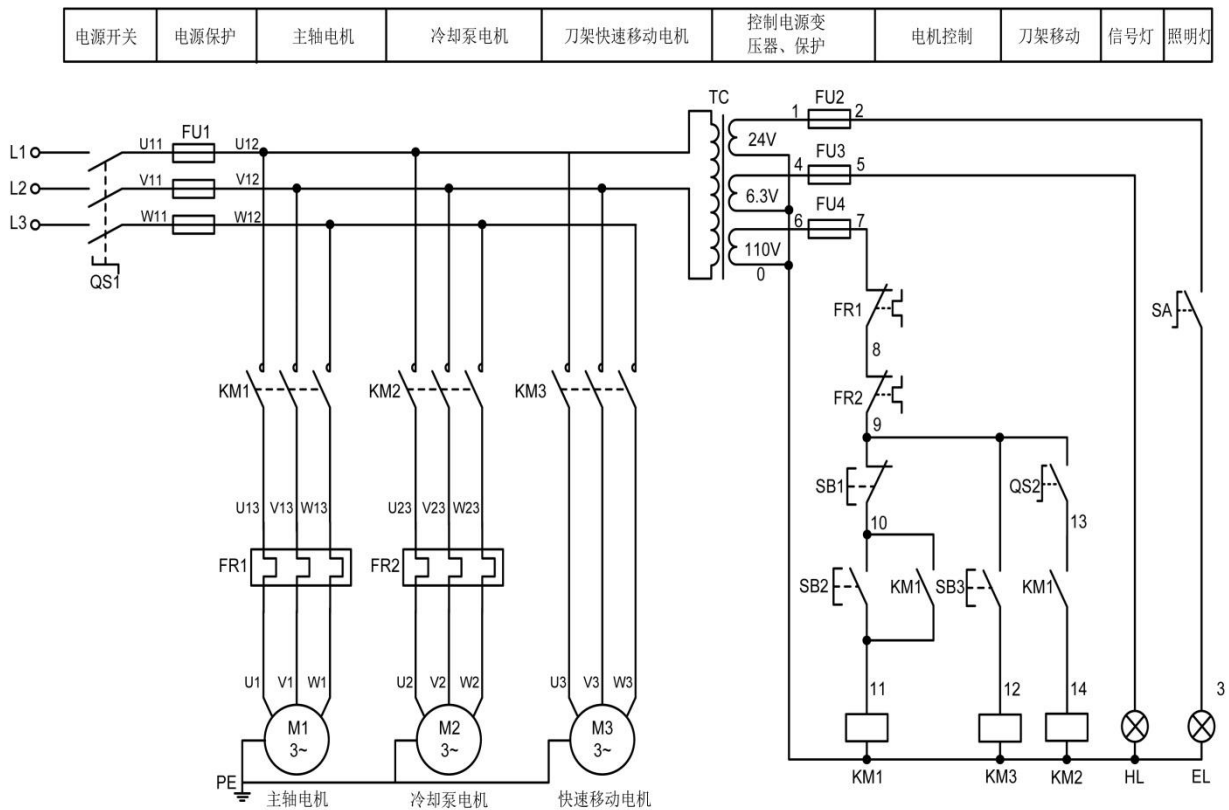 电源开关 电源保护 主轴电机 冷却泵电机 刀架快速移动电机 控制电源变 电机控制 刀架移动 信号灯 照明灯
压器、保护
TC 1 FU2 2
24V
L1 U11 FU1 U12
4 FU3 5
L2 V11 V12
6.3V
L3 W11 W12
6 FU4 7
110V
0
QS1
FR1 SA
8
KM1 KM2 KM3
FR2
9
SB1 QS2
U13 V13 W13 U23 V23 W23
10 13
FR1 FR2
SB2 KM1 SB3 KM1
U1 V1 W1 U2 V2 W2 U3 V3 W3
11 12 14 3
M1 M2 M3
3~ 3~ 3~
PE
KM1 KM3 KM2 HL EL
主轴电机 冷却泵电机 快速移动电机